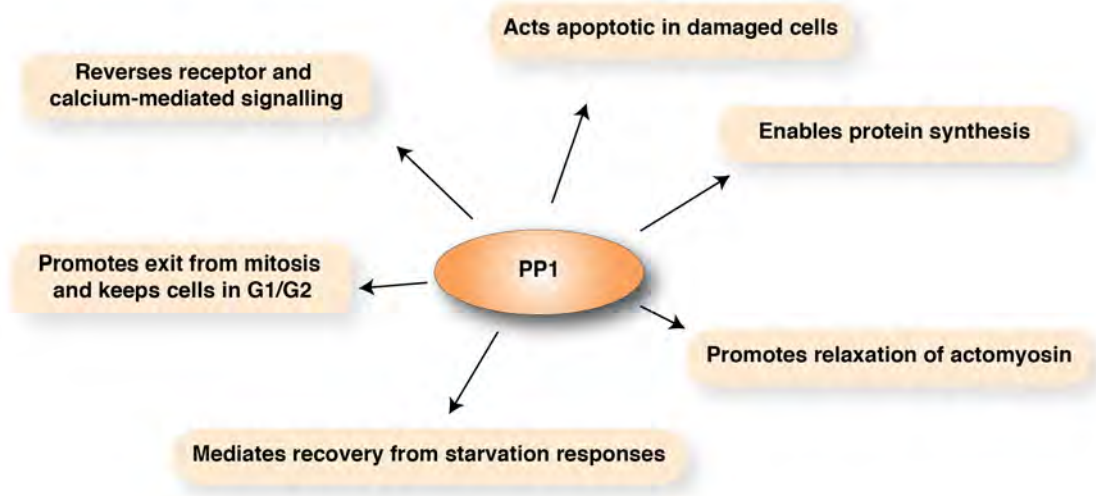 Acts apoptotic in damaged cells
Reverses receptor and
calcium-mediated signalling
Enables protein synthesis
Promotes exit from mitosis
and keeps cells in G1/G2
PP1
Promotes relaxation of actomyosin
Mediates recovery from starvation responses